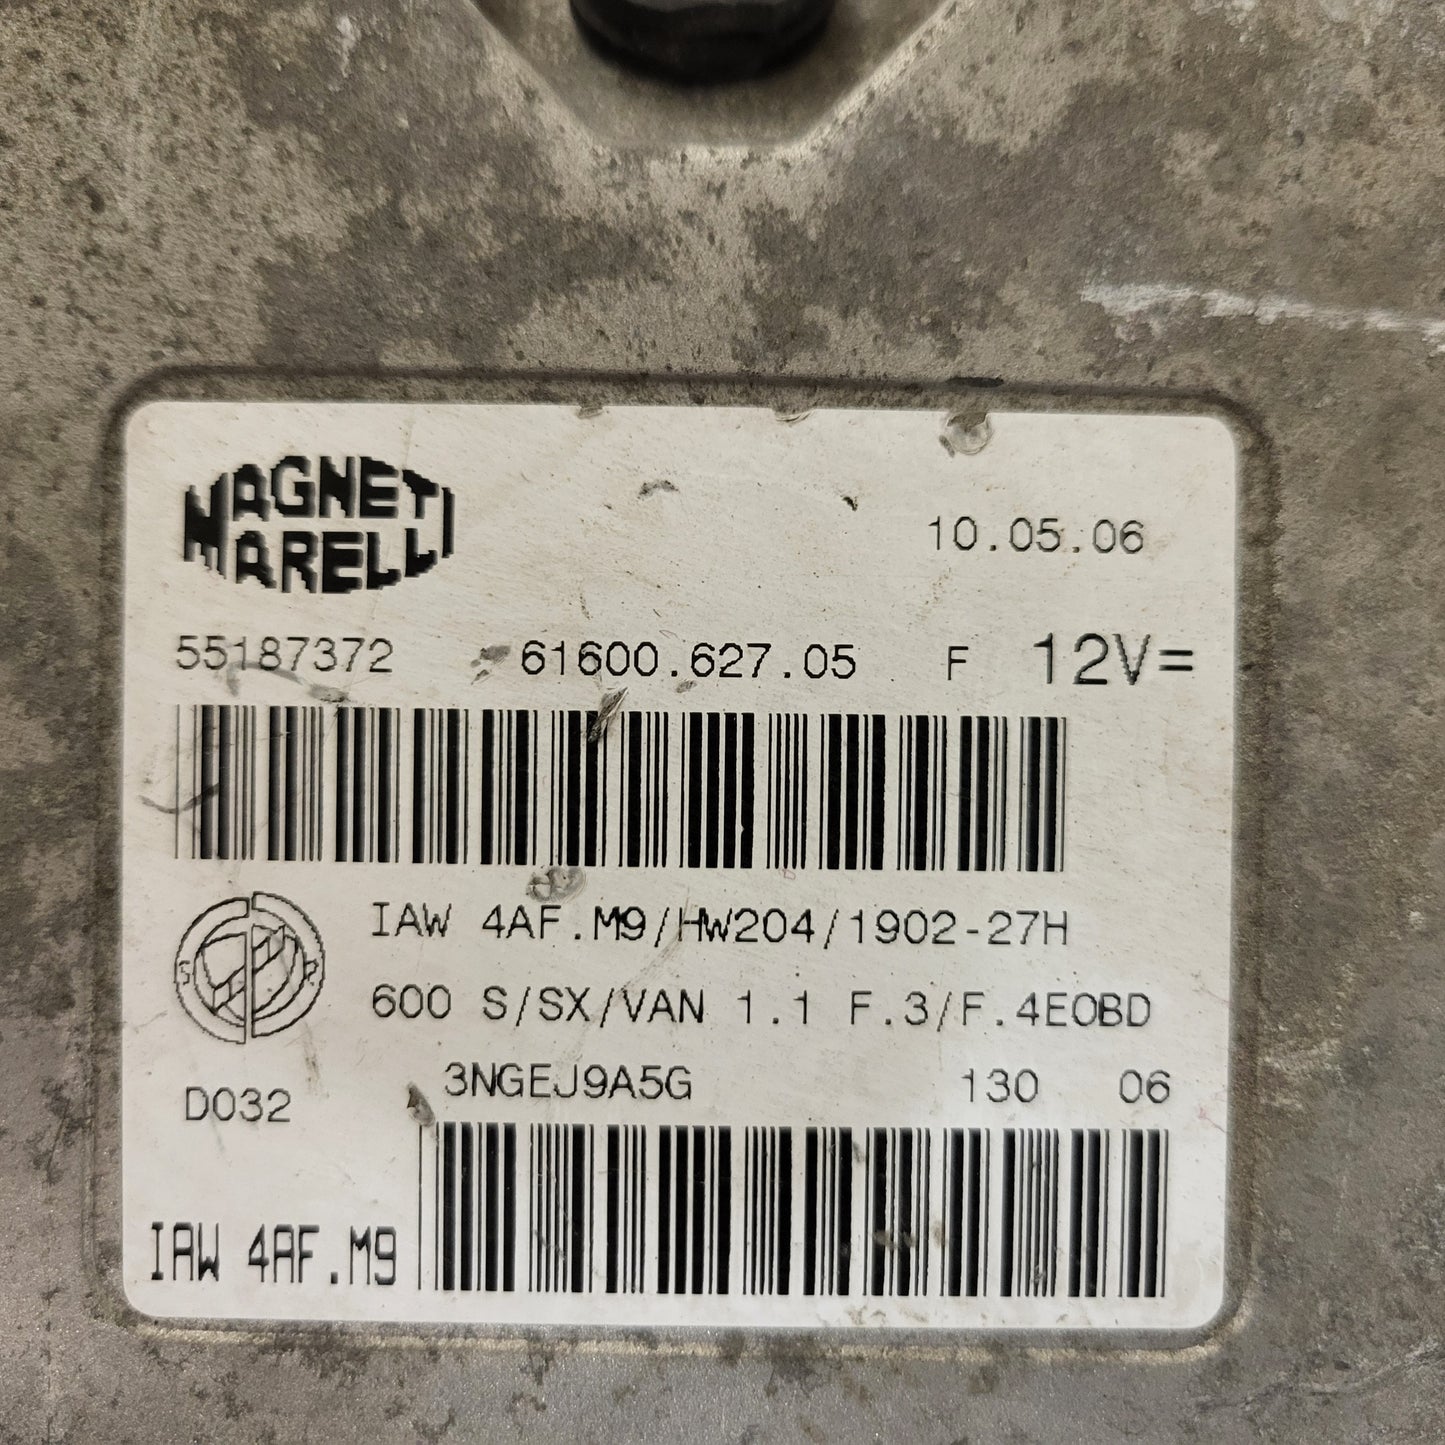 MAGNETI
MARELLI
10.05.06
55187372 61600.627.05 F 12V=
IAW 4AF.M9/HW204/1902-27H
S R
600 S/SX/VAN 1.1 F.3/F.4EOBD
3NGEJ9A5G 130 06
D032
IAW 4AF.M9